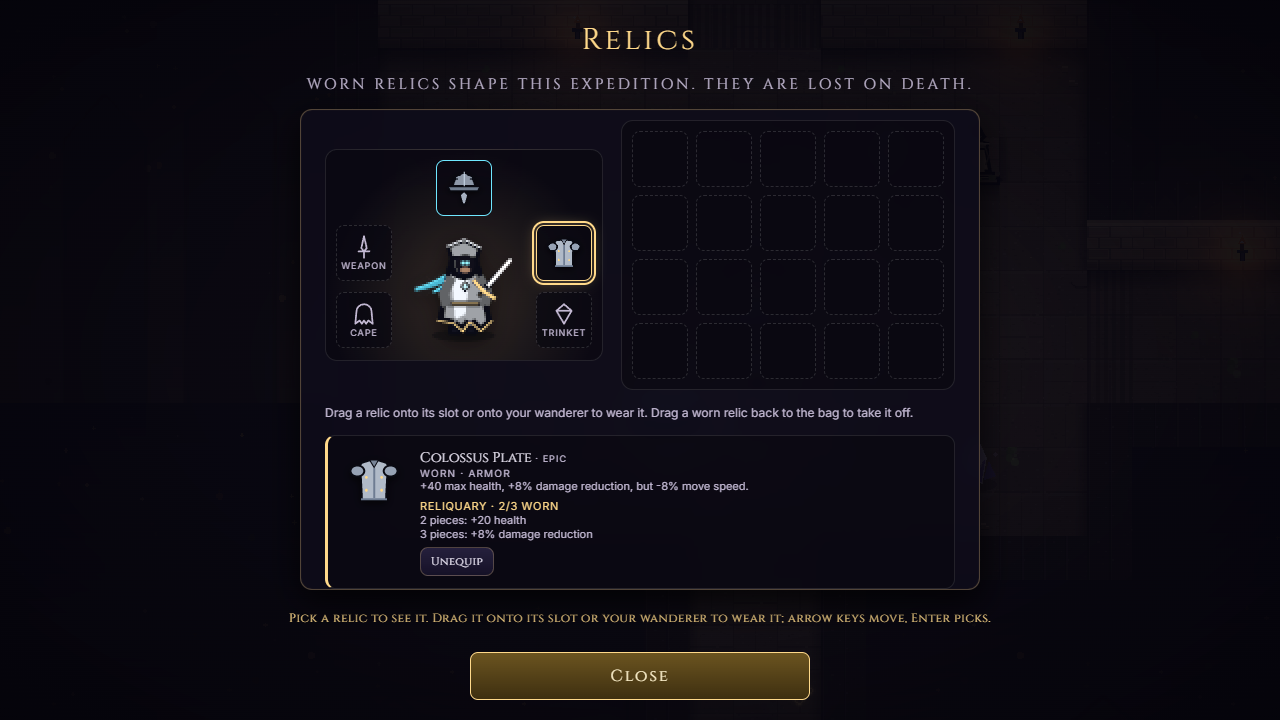 Relics
WORN RELICS SHAPE THIS EXPEDITION. THEY ARE LOST ON DEATH.
WEAPON
CAPE
TRINKET
Drag a relic onto its slot or onto your wanderer to wear it. Drag a worn relic back to the bag to take it off.
Colossus Plate · EPIC
WORN · ARMOR
+40 max health, +8% damage reduction, but -8% move speed.
RELIQUARY · 2/3 WORN
2 pieces: +20 health
3 pieces: +8% damage reduction
Unequip
Pick a relic to see it. Drag it onto its slot or your wanderer to wear it; arrow keys move, Enter picks.
Close